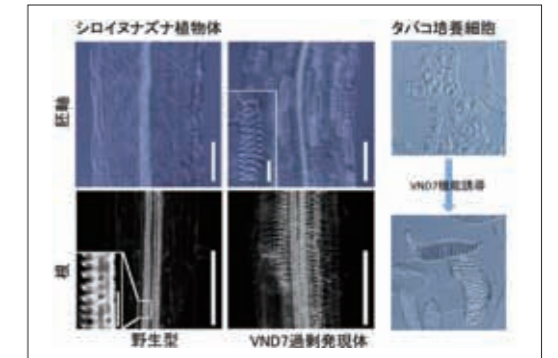 シロイヌナズナ植物体
タバコ培養細胞
胚軸
VND7機能誘導
根
野生型
VND7過剰発現体